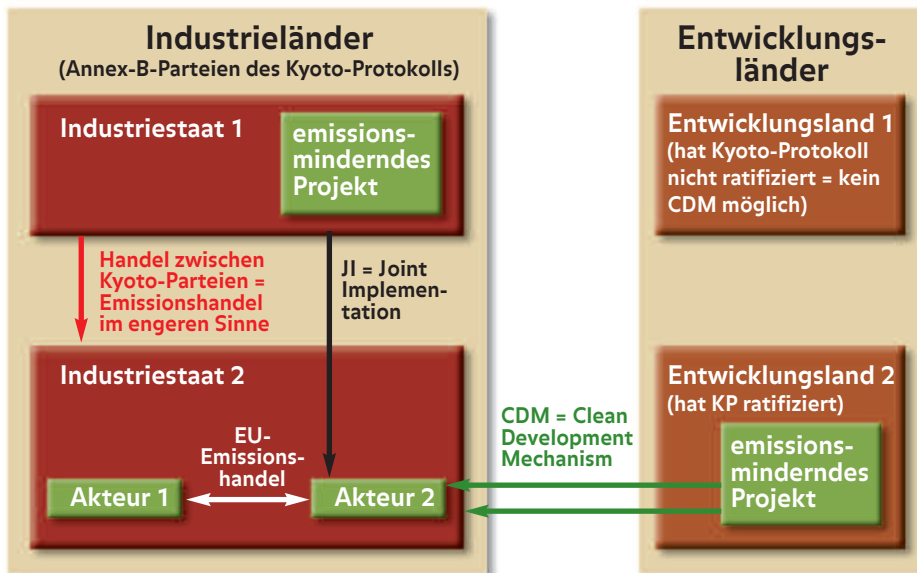 Industrieländer
(Annex-B-Parteien des Kyoto-Protokolls)
Industriestaat 1
emissions-
minderndes
Projekt
Handel zwischen
Kyoto-Parteien =
Emissionshandel
im engeren Sinne
JI = Joint
Implemen-
tation
Industriestaat 2
EU-
Emissions-
handel
Akteur 1
Akteur 2
CDM = Clean
Development
Mechanism
Entwicklungs-
länder
Entwicklungsland 1
(hat Kyoto-Protokoll
nicht ratifiziert = kein
CDM möglich)
Entwicklungsland 2
(hat KP ratifiziert)
emissions-
minderndes
Projekt